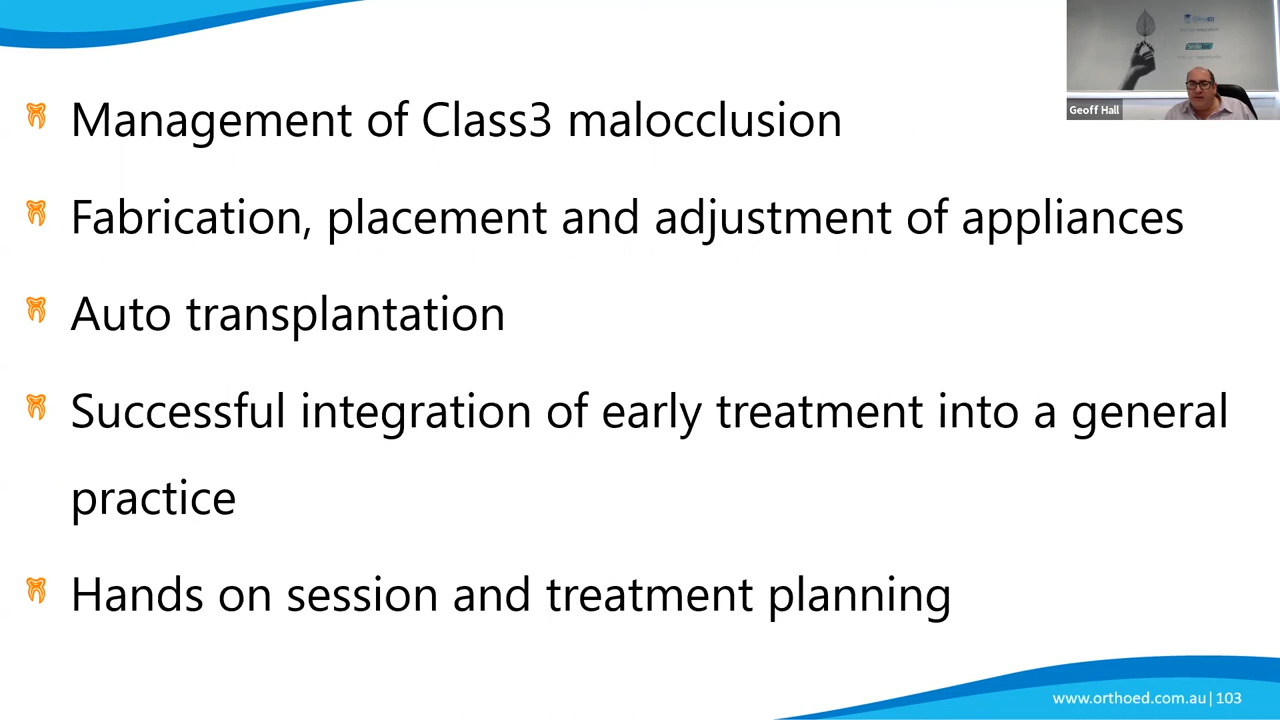 Geoff Hall
Management of Class3 malocclusion
Fabrication, placement and adjustment of appliances
Auto transplantation
Successful integration of early treatment into a general
practice
Hands on session and treatment planning
www.orthoed.com.au| 103